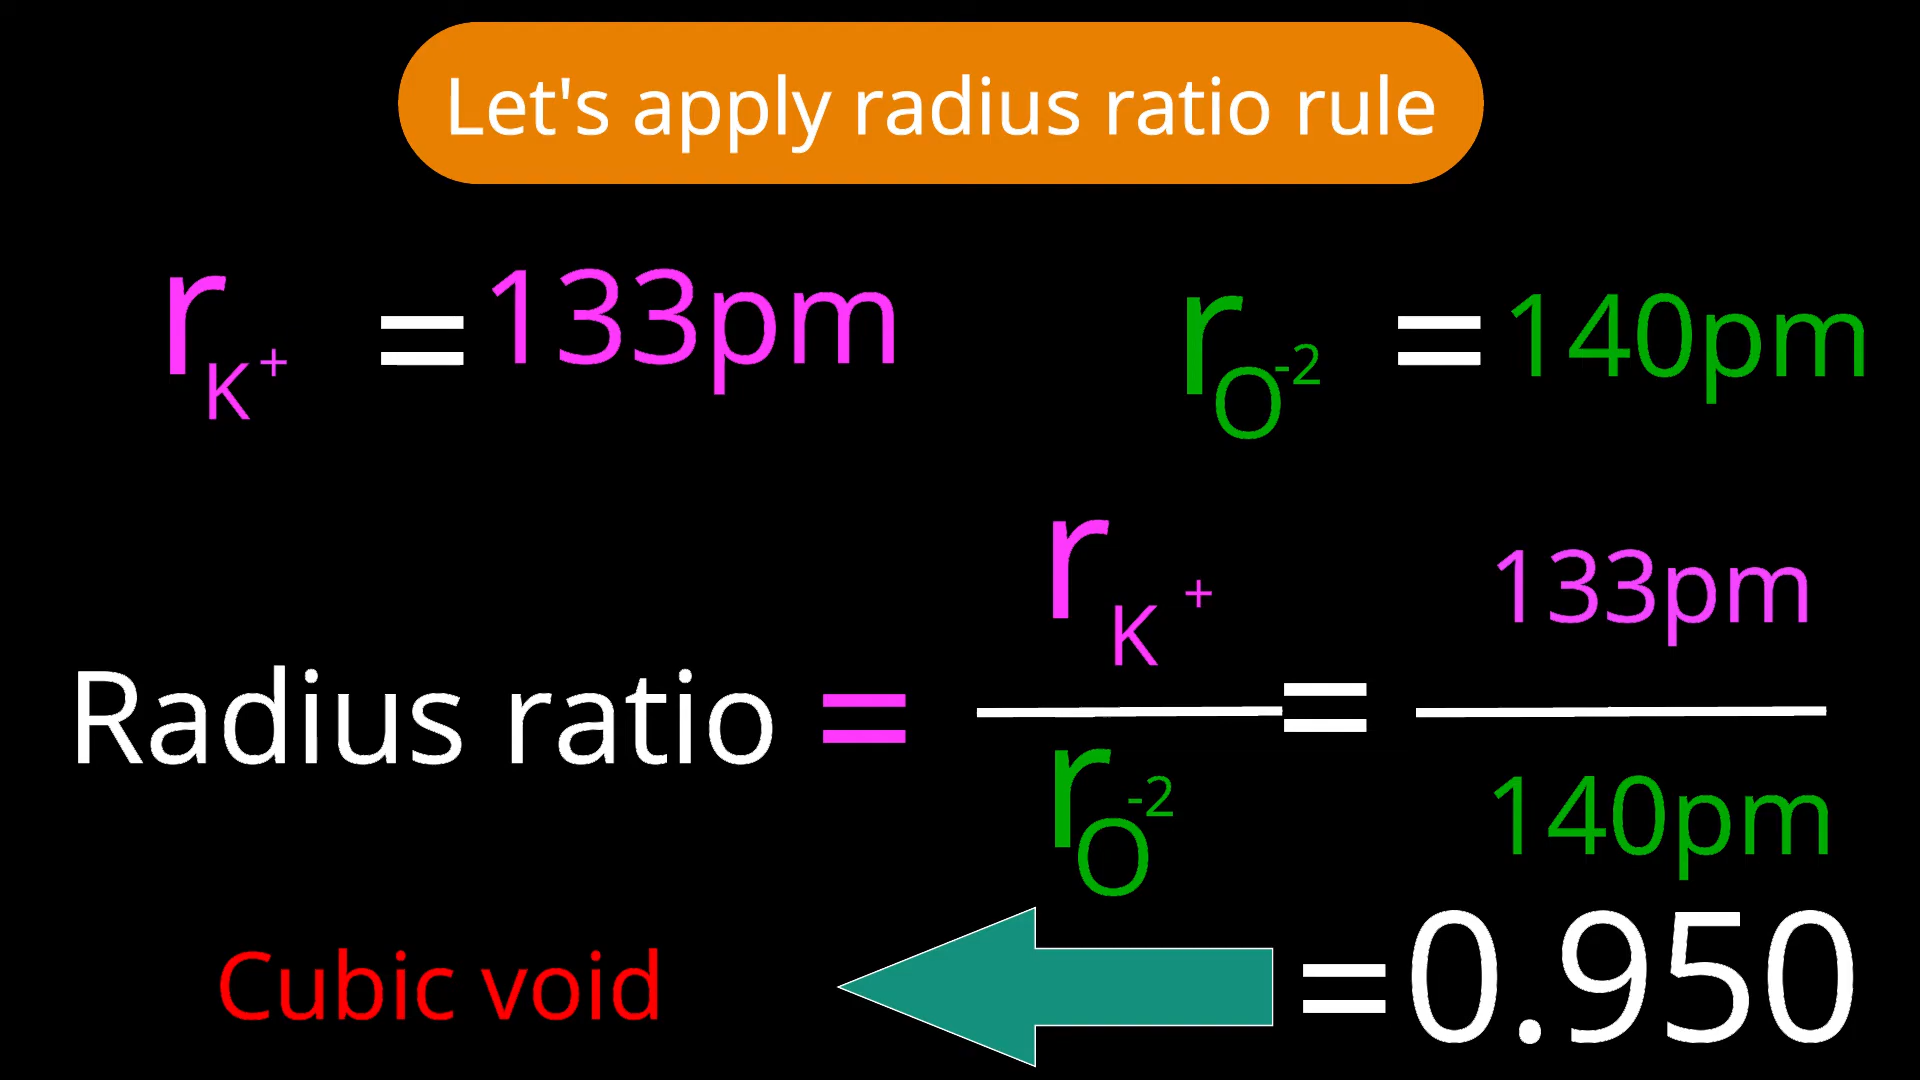 Let's apply radius ratio rule
rK+ = 133pm
rO-2 = 140pm
Radius ratio = rK+ / rO-2 = 133pm / 140pm
Cubic void
=0.950